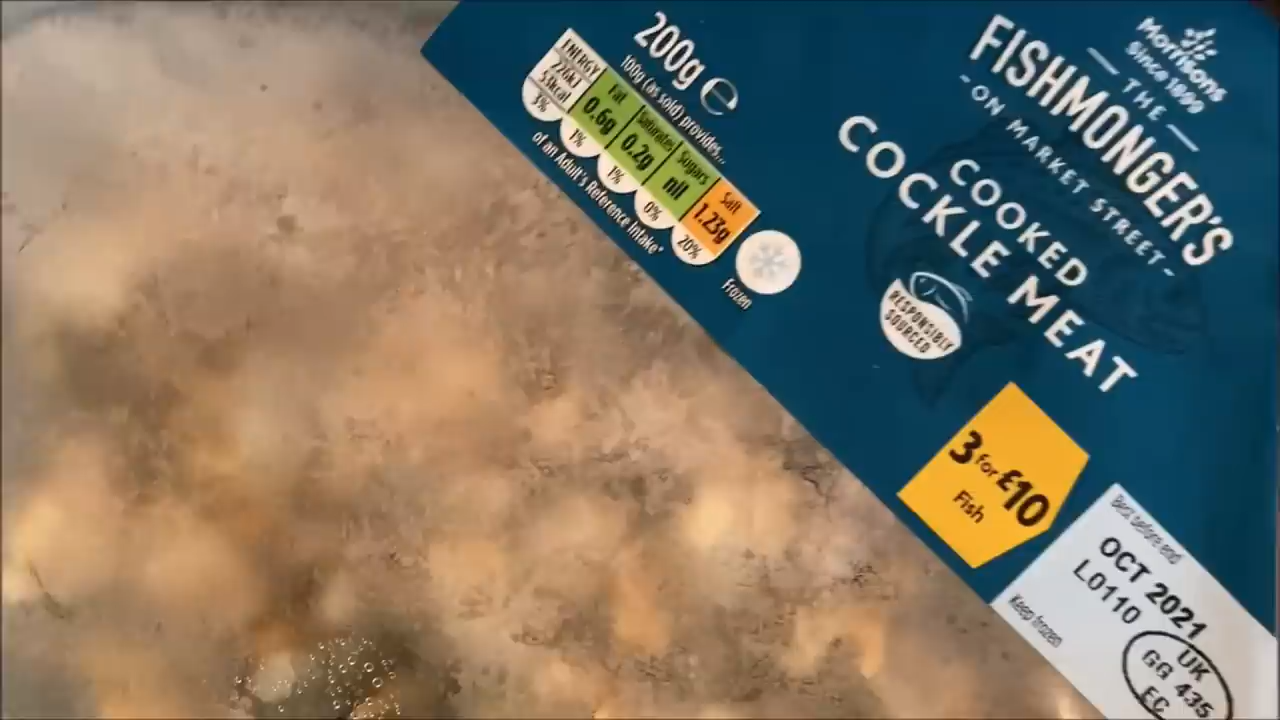 Morrisons
Since 1899
THE
FISHMONGER'S
- ON MARKET STREET -
COOKED
COCKLE MEAT
RESPONSIBLY
SOURCED
200g e
100g (as sold) provides...
ENERGY
226kJ
53kcal
3%
Fat
0.6g
1%
Saturates
0.2g
1%
Sugars
nil
0%
Salt
1.23g
20%
of an Adult's Reference Intake*
Frozen
3 for £10
Fish
Best before end
OCT 2021
L0110
Keep frozen
UK
GG 435
EC